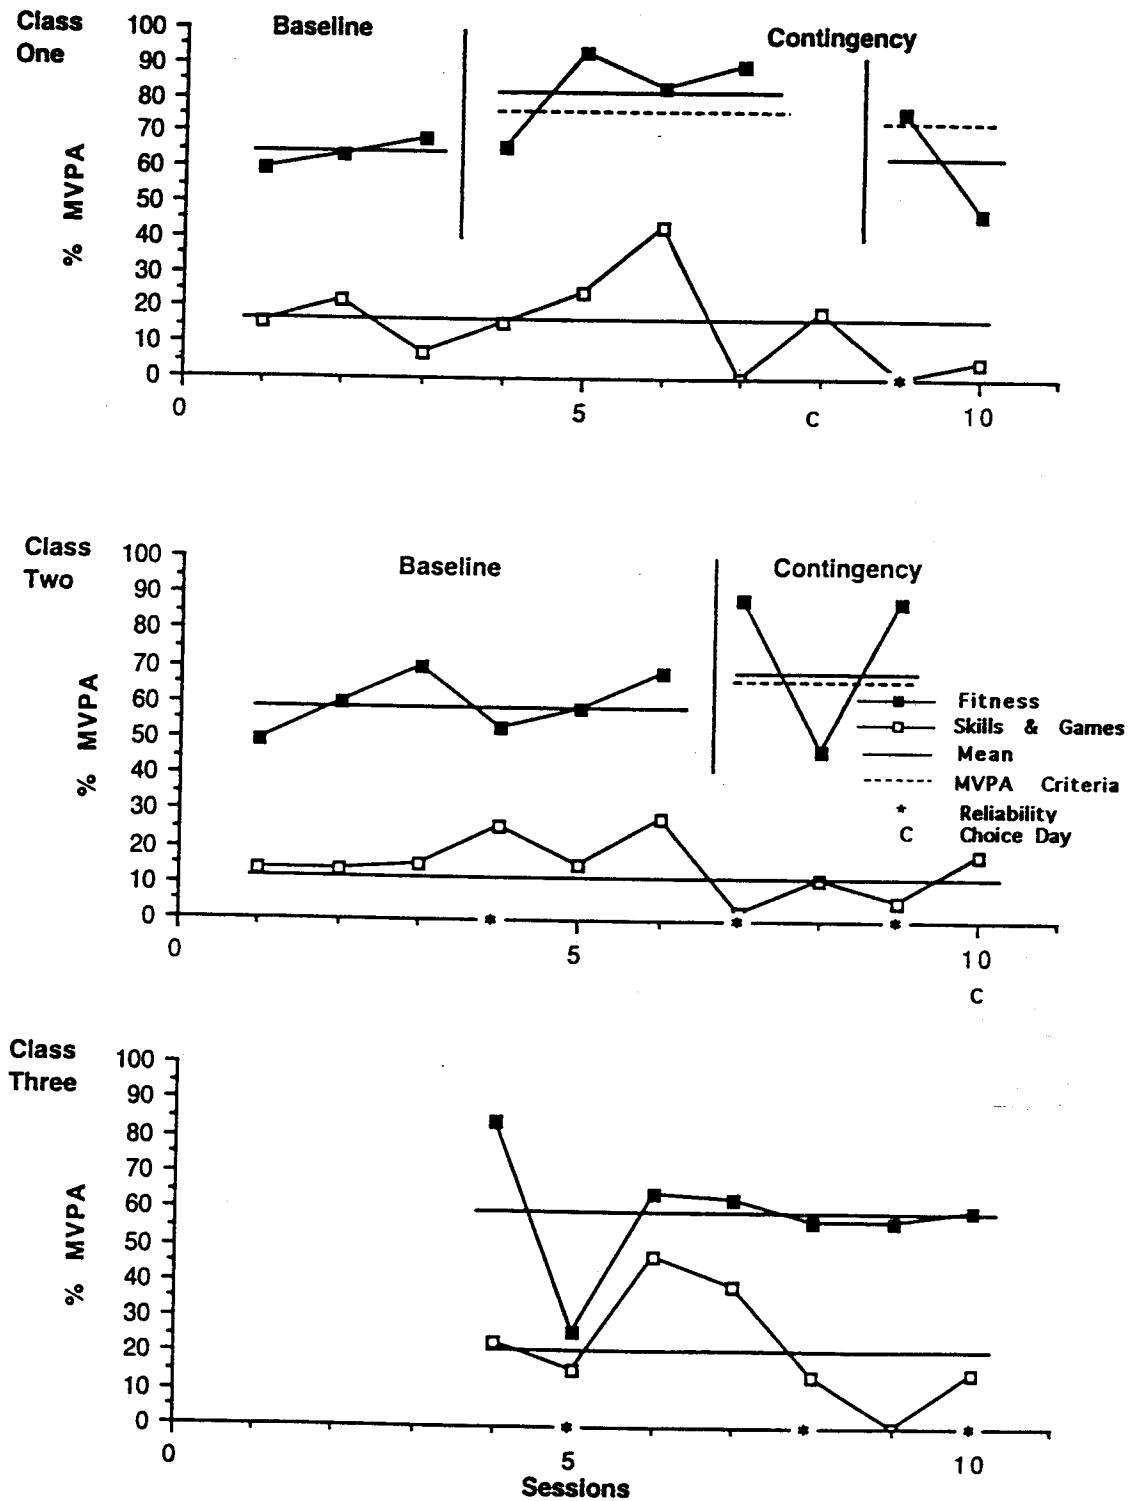 Class
One
Baseline
Contingency
100
90
80
70
60
50
40
30
20
10
0
% MVPA
0
5
C
10
Class
Two
Baseline
Contingency
100
90
80
70
60
50
40
30
20
10
0
% MVPA
Fitness
Skills & Games
Mean
MVPA Criteria
* Reliability
C Choice Day
* * *
0
5
10
C
Class
Three
100
90
80
70
60
50
40
30
20
10
0
% MVPA
* * *
0
5
10
Sessions